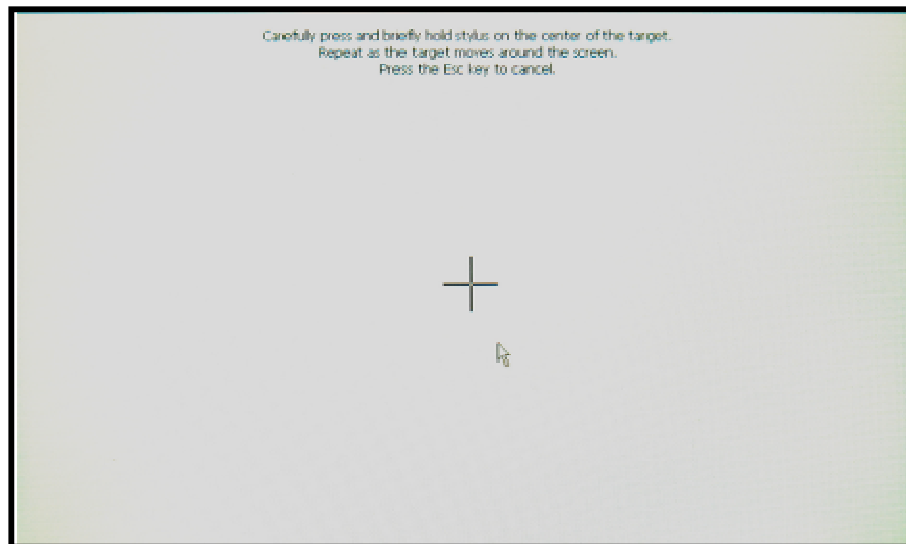 Carefully press and briefly hold stylus on the center of the target.
Repeat as the target moves around the screen.
Press the Esc key to cancel.